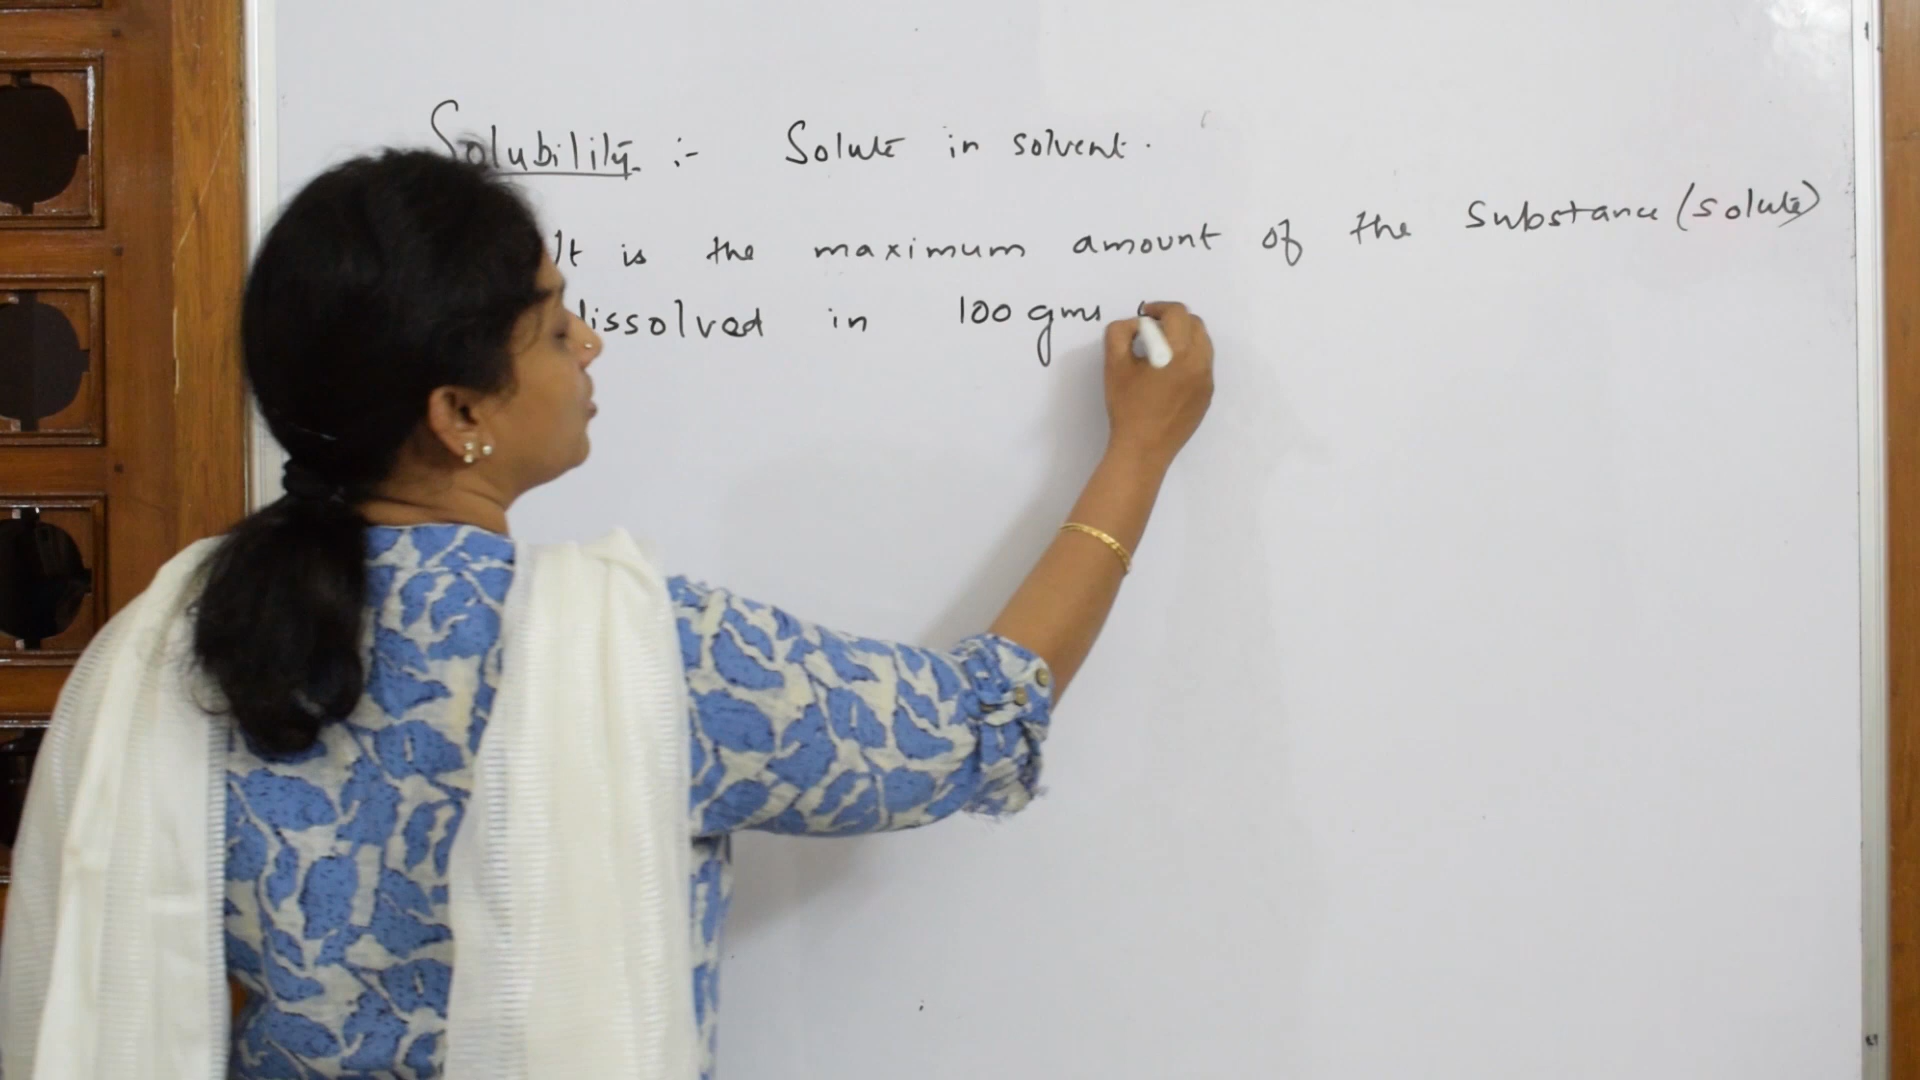 Solubility :- Solute in solvent.
It is the maximum amount of the substance (solute)
dissolved in 100 gms